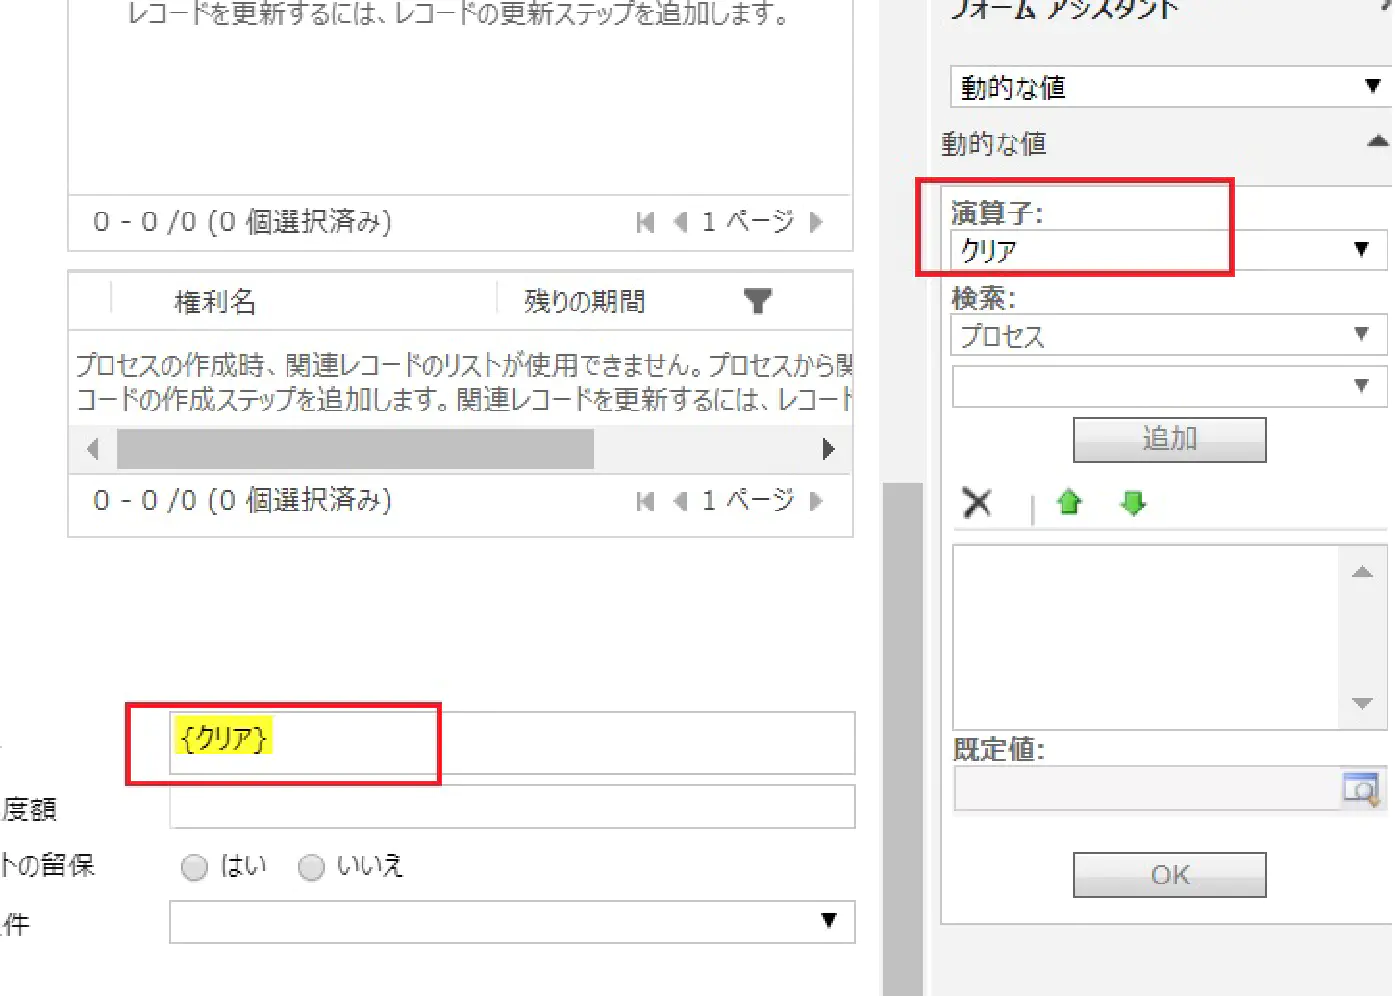 レコードを更新するには、レコードの更新ステップを追加します。
0 - 0 /0 (0 個選択済み)
1 ページ
権利名
残りの期間
プロセスの作成時、関連レコードのリストが使用できません。プロセスから関
コードの作成ステップを追加します。関連レコードを更新するには、レコード
0 - 0 /0 (0 個選択済み)
1 ページ
{クリア}
度額
トの留保
はい
いいえ
件
フォーム アシスタント
動的な値
動的な値
演算子:
クリア
検索:
プロセス
追加
既定値:
OK